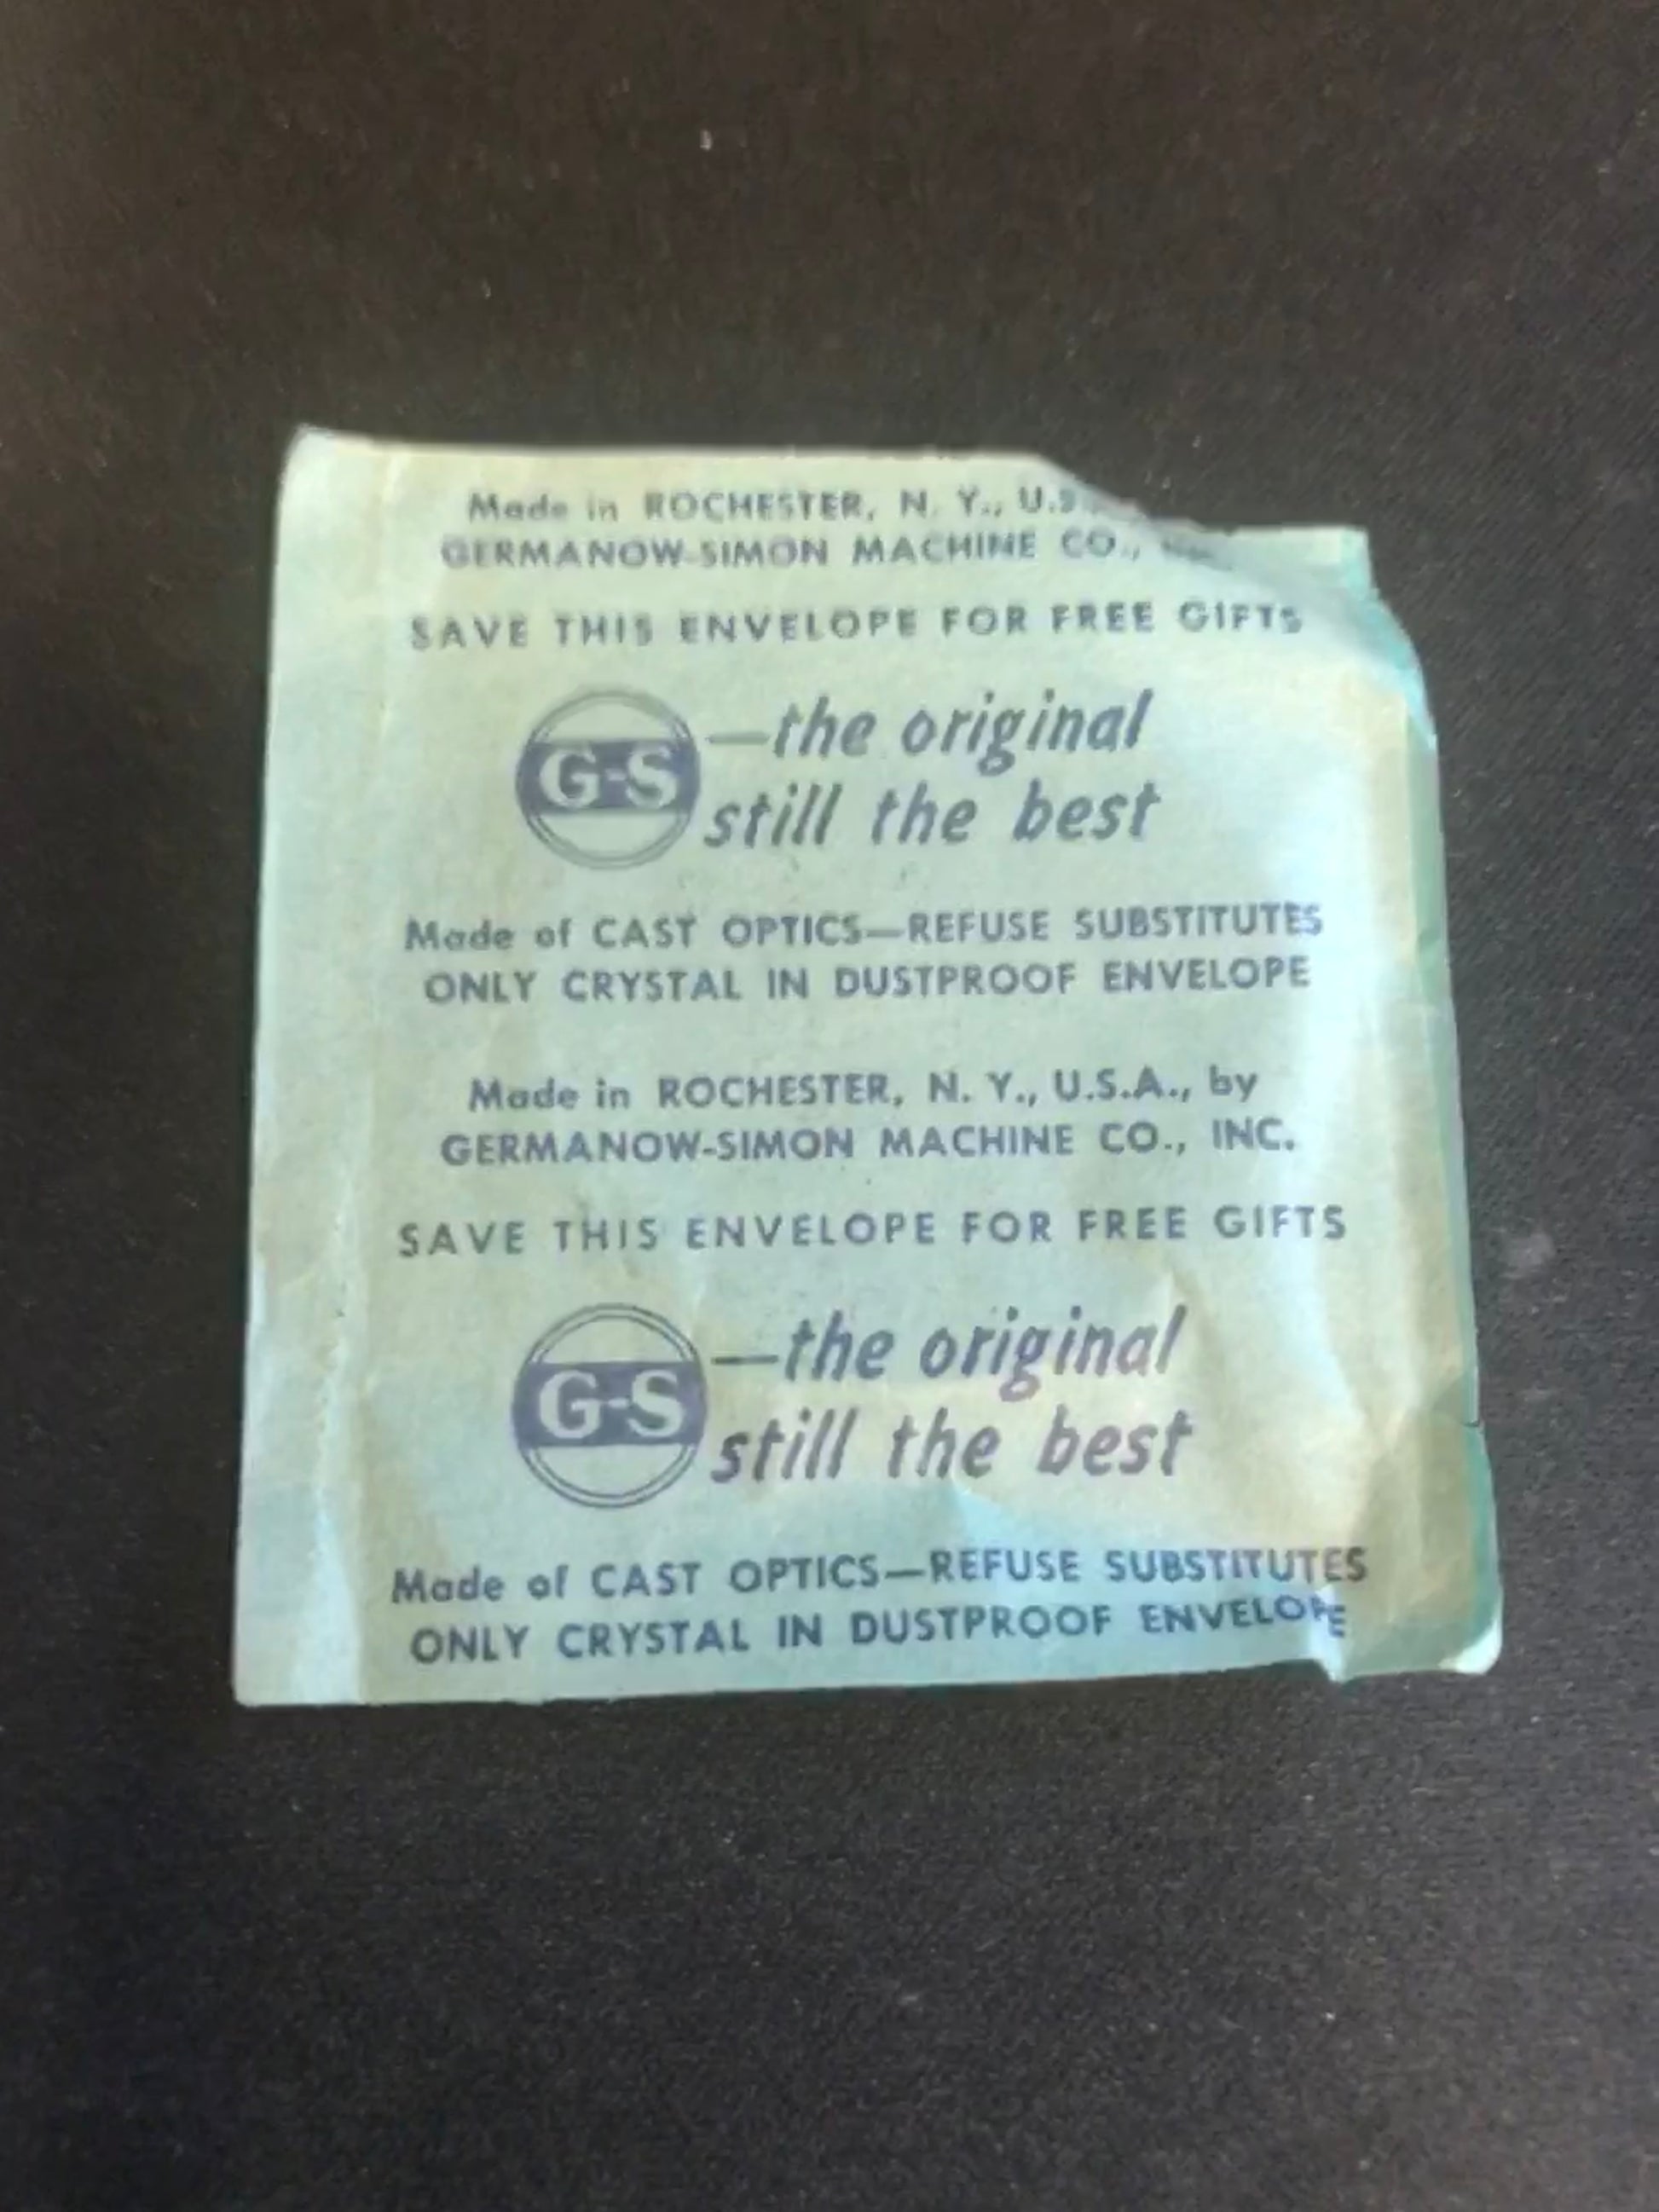 Made in ROCHESTER, N. Y., U.S.
GERMANOW-SIMON MACHINE CO.,
SAVE THIS ENVELOPE FOR FREE GIFTS
G-S —the original
still the best
Made of CAST OPTICS—REFUSE SUBSTITUTES
ONLY CRYSTAL IN DUSTPROOF ENVELOPE
Made in ROCHESTER, N. Y., U.S.A., by
GERMANOW-SIMON MACHINE CO., INC.
SAVE THIS ENVELOPE FOR FREE GIFTS
G-S —the original
still the best
Made of CAST OPTICS—REFUSE SUBSTITUTES
ONLY CRYSTAL IN DUSTPROOF ENVELOPE